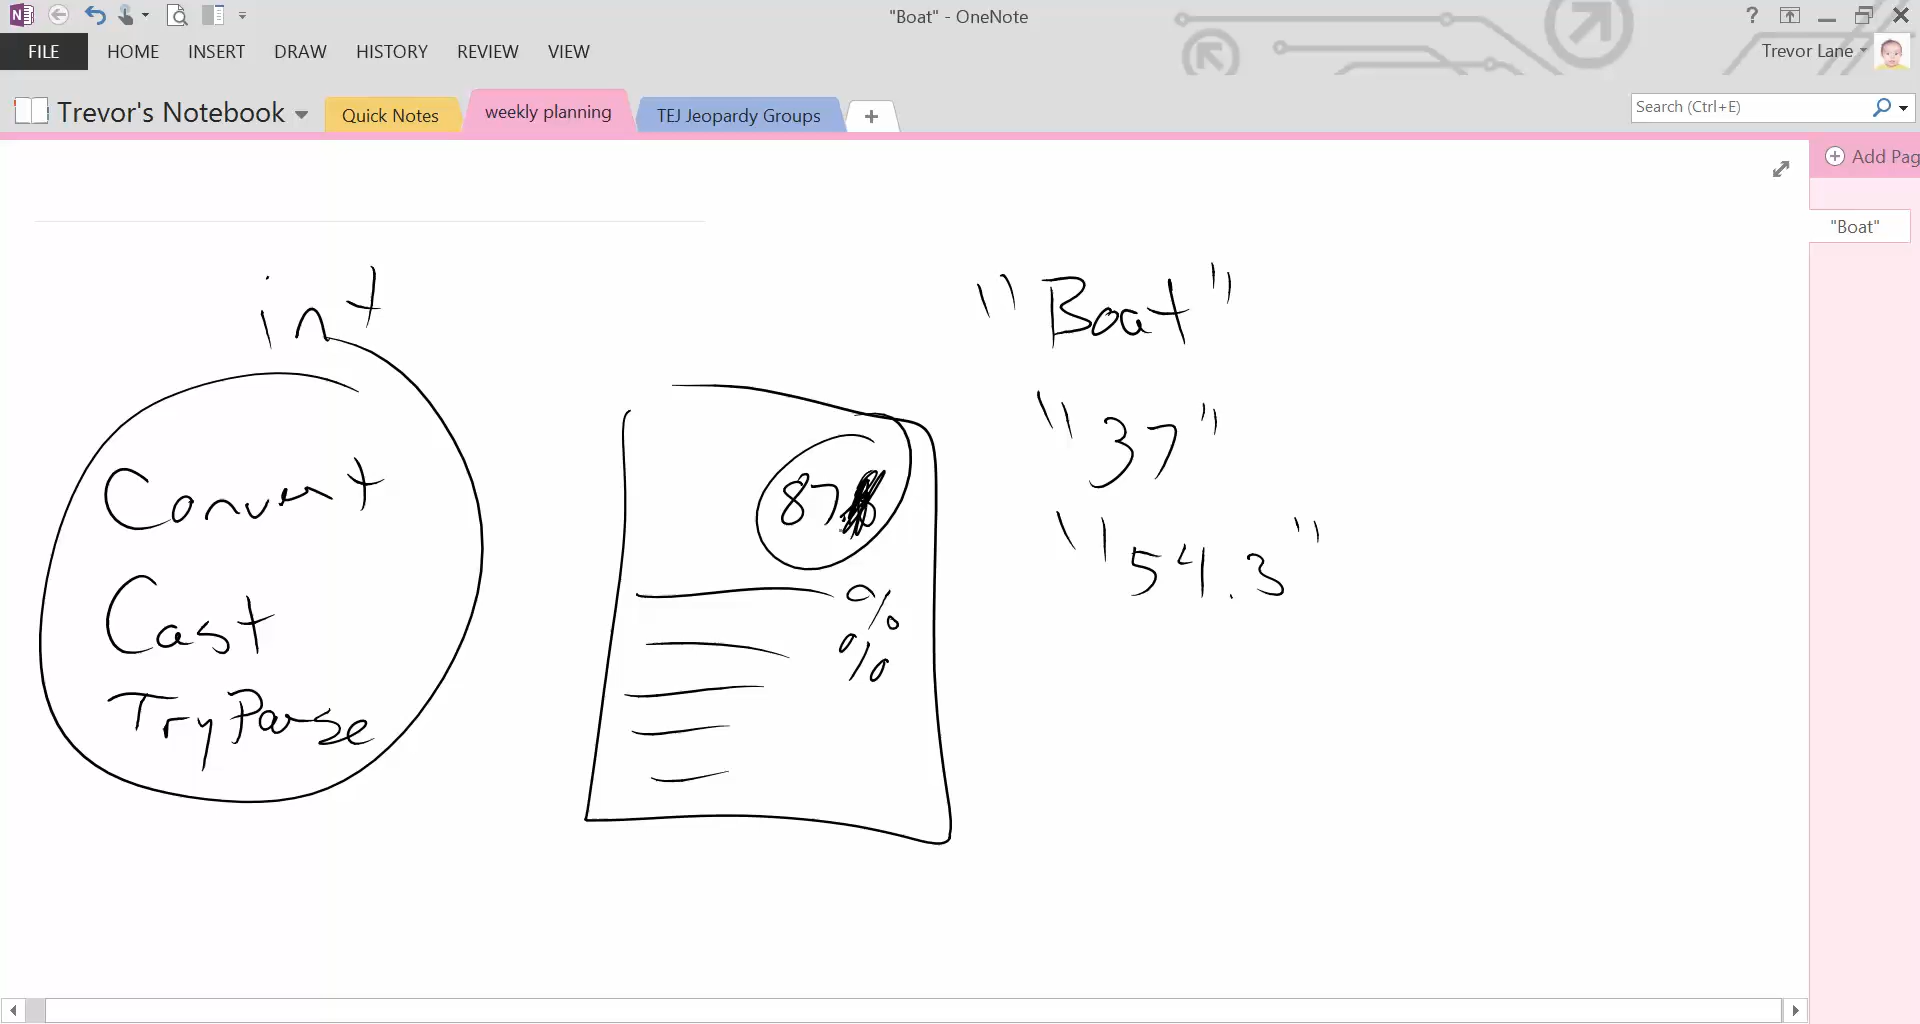 "Boat" - OneNote
?
FILE HOME INSERT DRAW HISTORY REVIEW VIEW
Trevor Lane
Trevor's Notebook
Quick Notes
weekly planning
TEJ Jeopardy Groups
+
Search (Ctrl+E)
Add Pag
"Boat"
int
Convert
Cast
TryParse
87
%
%
"Boat"
"37"
"54.3"